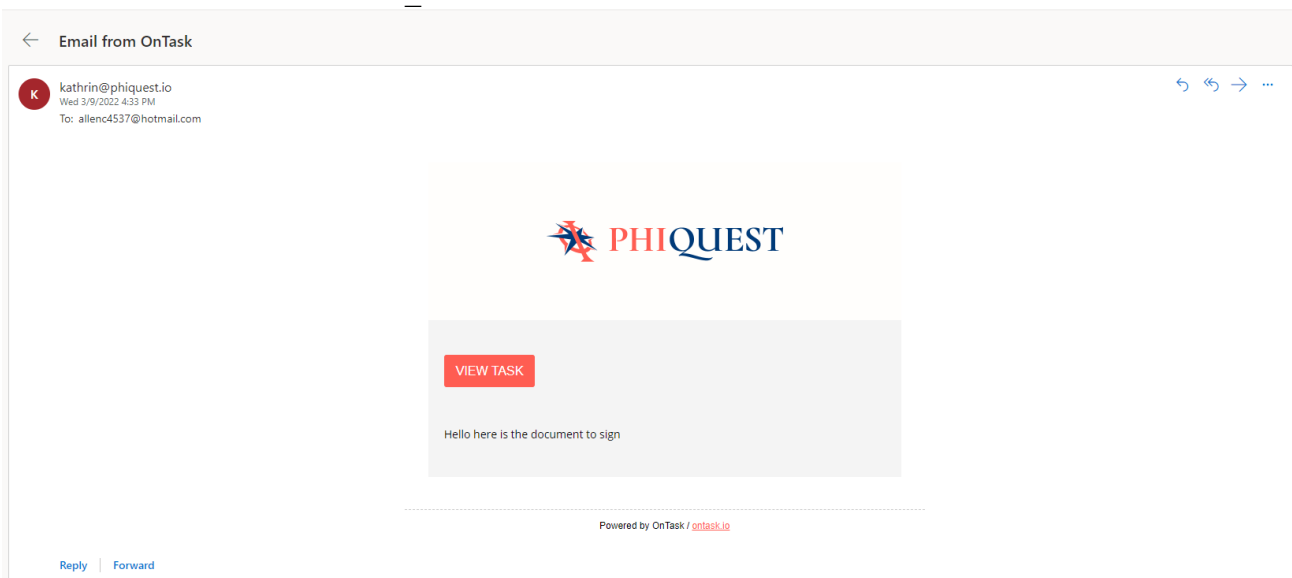 Email from OnTask
K
kathrin@phiquest.io
Wed 3/9/2022 4:33 PM
To: allenc4537@hotmail.com
PHIQUEST
VIEW TASK
Hello here is the document to sign
Powered by OnTask / ontask.io
Reply | Forward